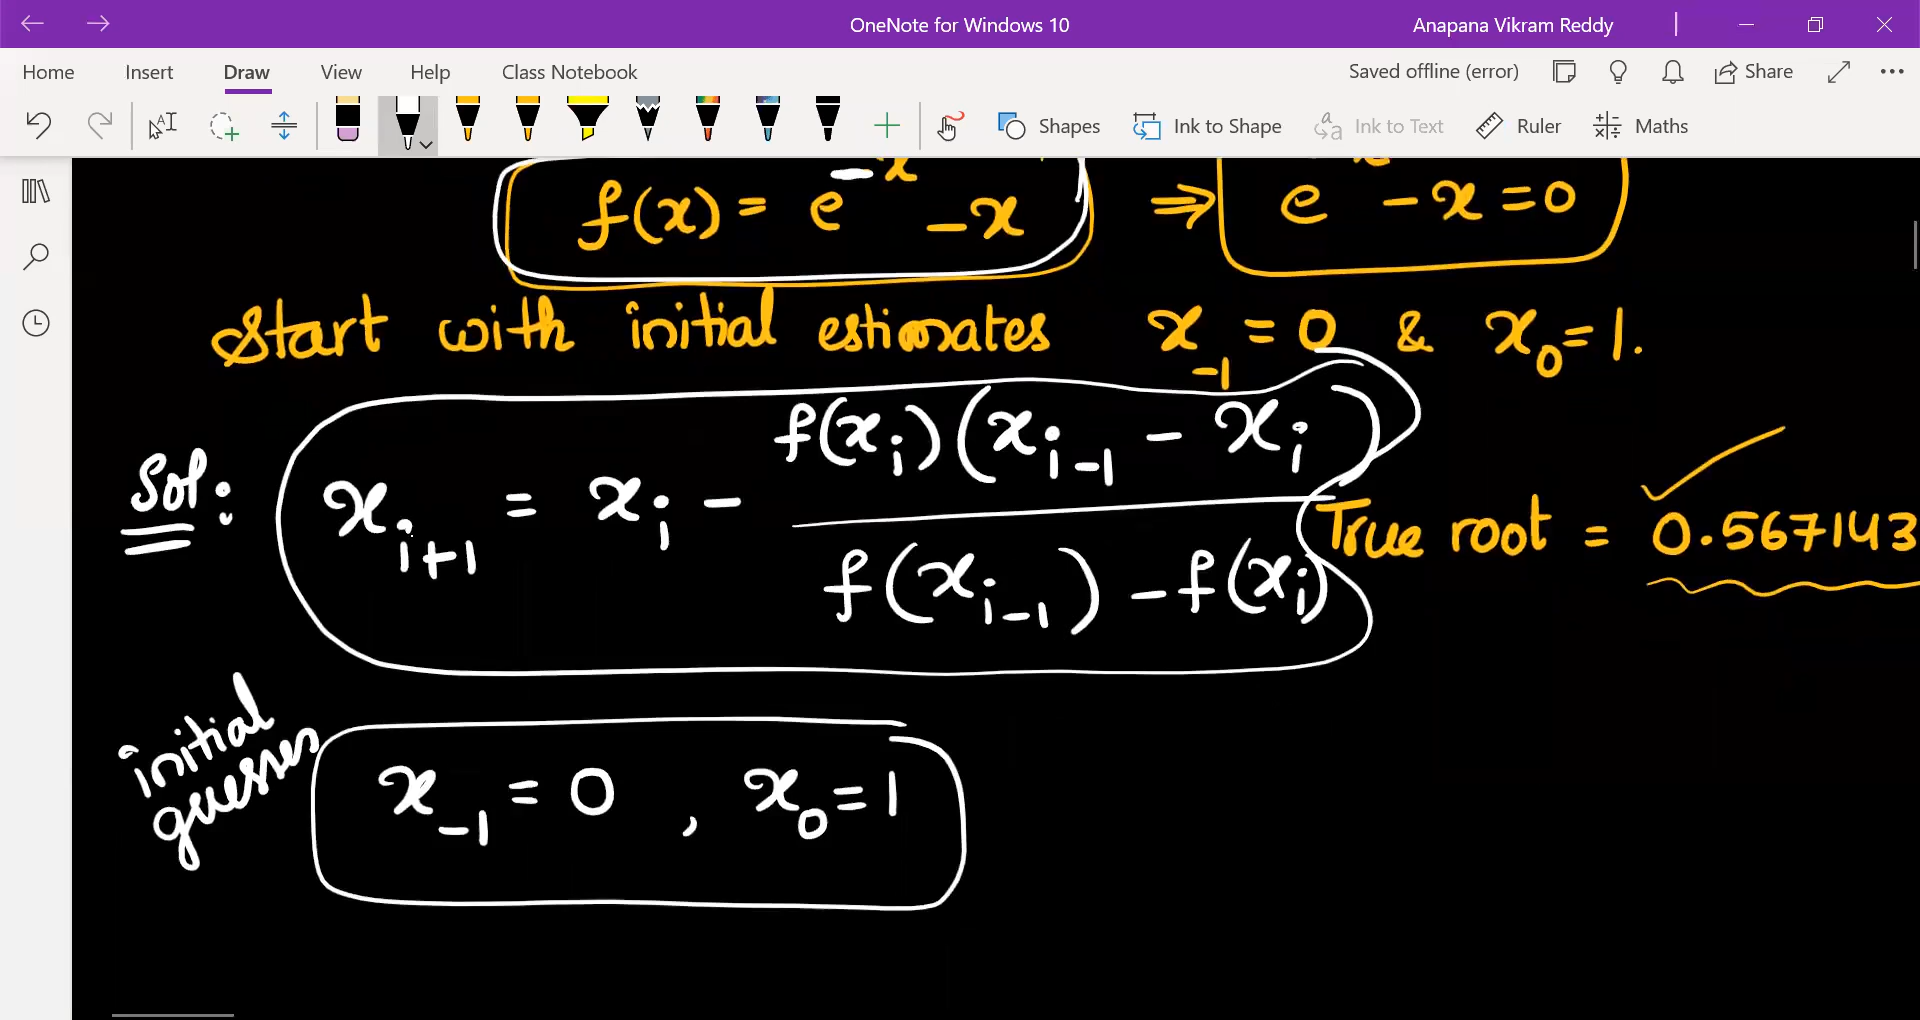 OneNote for Windows 10
Anapana Vikram Reddy
Home Insert Draw View Help Class Notebook
Saved offline (error) Share
Shapes Ink to Shape Ink to Text Ruler Maths
f(x) = e^-x - x ⇒ e^-x - x = 0
Start with initial estimates x_-1 = 0 & x_0 = 1.
Sol: x_i+1 = x_i - f(x_i)(x_i-1 - x_i) / f(x_i-1) - f(x_i)
True root = 0.567143
initial guesses x_-1 = 0 , x_0 = 1